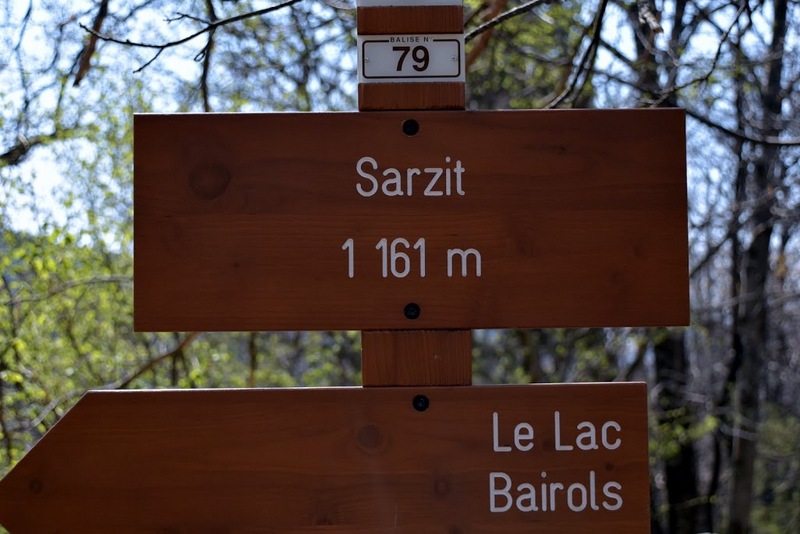 BALISE N°
79
Sarzit
1 161 m
Le Lac
Bairols